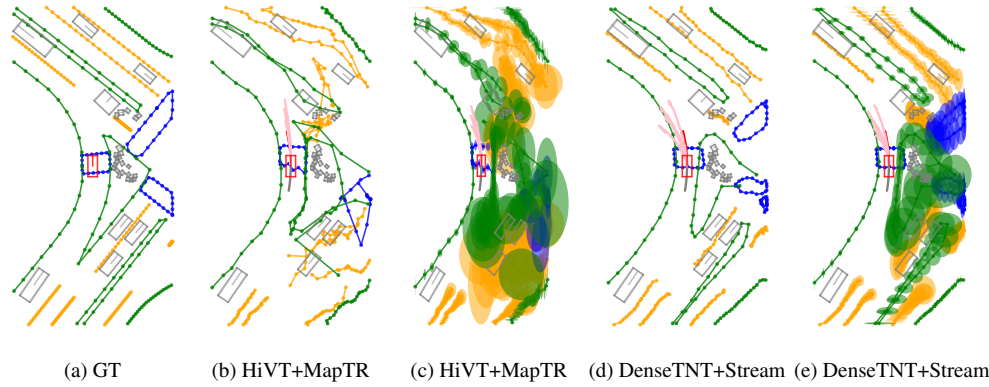 (a) GT
(b) HiVT+MapTR
(c) HiVT+MapTR
(d) DenseTNT+Stream
(e) DenseTNT+Stream